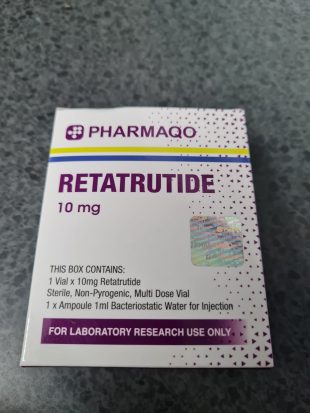 PHARMAQO
RETATRUTIDE
10 mg
THIS BOX CONTAINS:
1 Vial x 10mg Retatrutide
Sterile, Non-Pyrogenic, Multi Dose Vial
1 x Ampoule 1ml Bacteriostatic Water for Injection
FOR LABORATORY RESEARCH USE ONLY